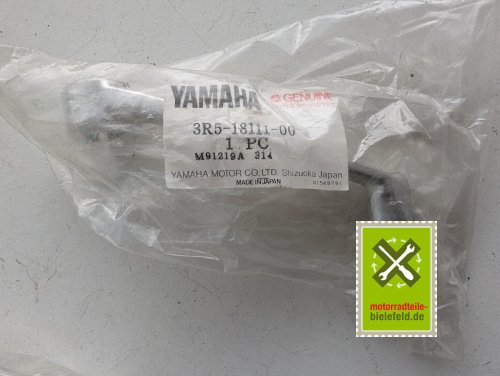 YAMAHA
GENUINE
3R5-18111-00
1 PC
M91219A 314
YAMAHA MOTOR CO., LTD. Shizuoka Japan
MADE IN JAPAN
motorradteile-
bielefeld.de